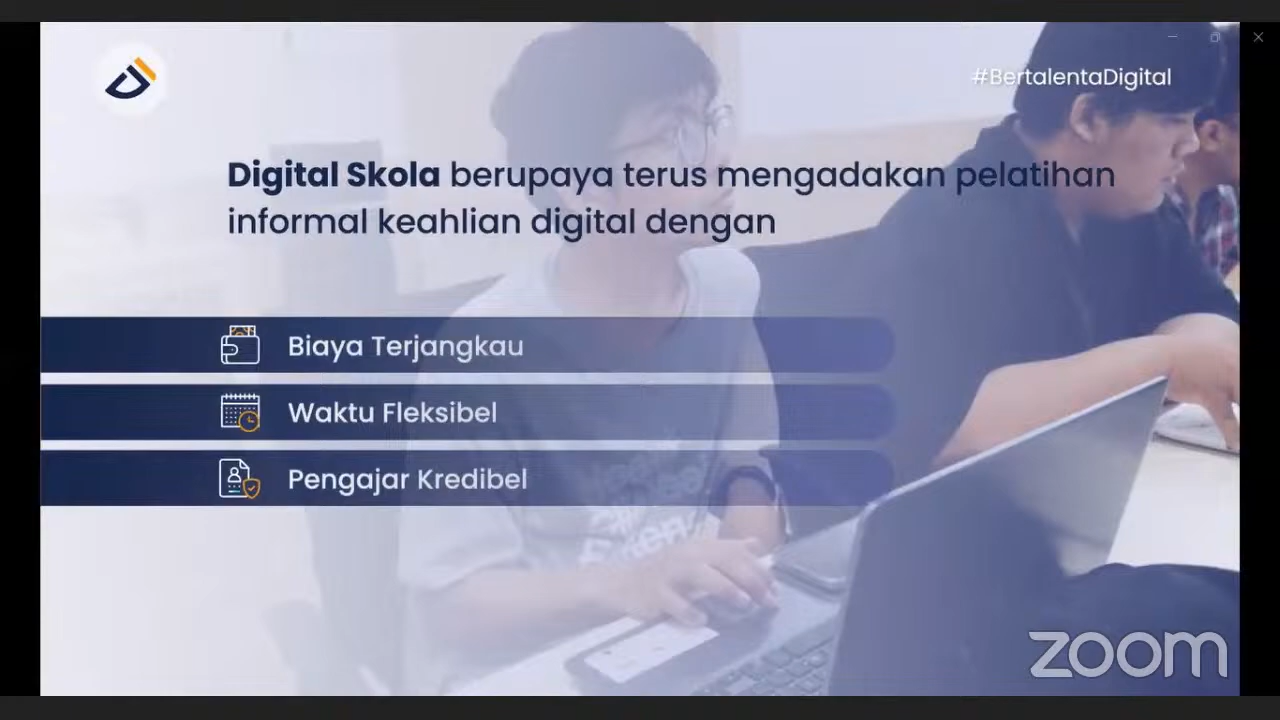 #BertalentaDigital
Digital Skola berupaya terus mengadakan pelatihan
informal keahlian digital dengan
Biaya Terjangkau
Waktu Fleksibel
Pengajar Kredibel
zoom